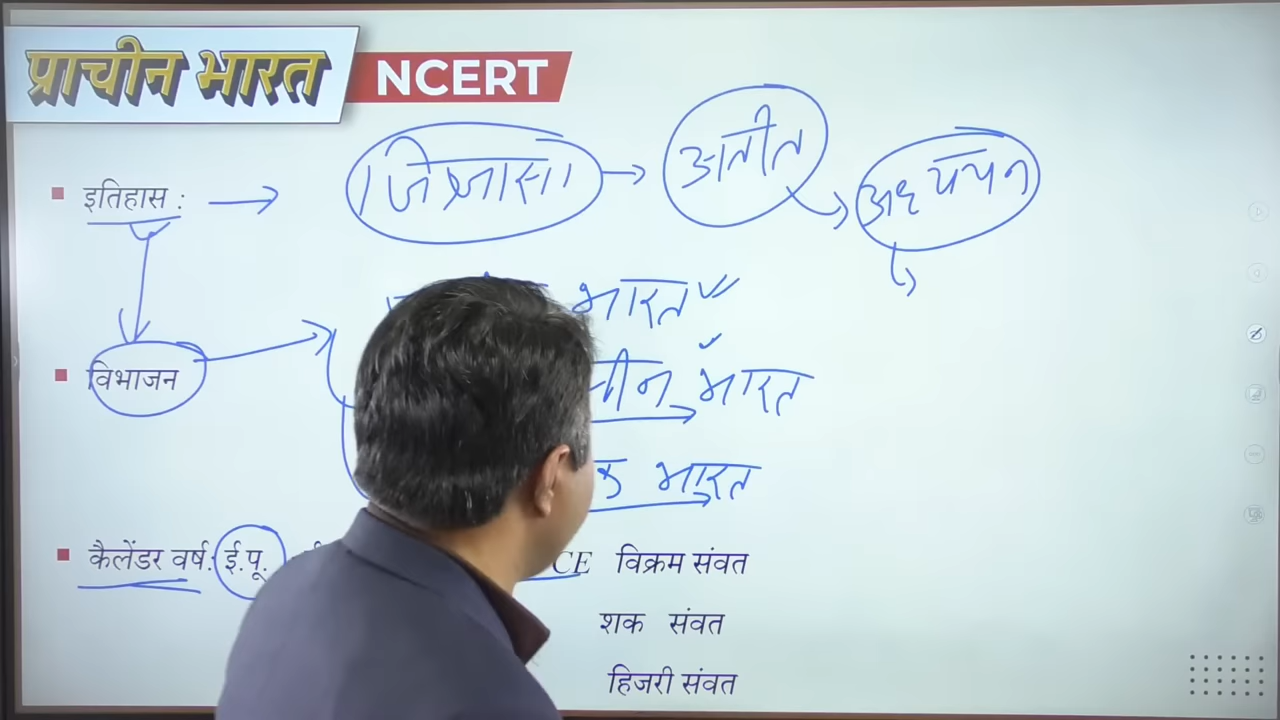 प्राचीन भारत NCERT
इतिहास : → जिज्ञासा → अतीत
अध्ययन
भारत
भारत
विभाजन
भारत
कैलेंडर वर्ष: ई.पू. CE विक्रम संवत
शक संवत
हिजरी संवत